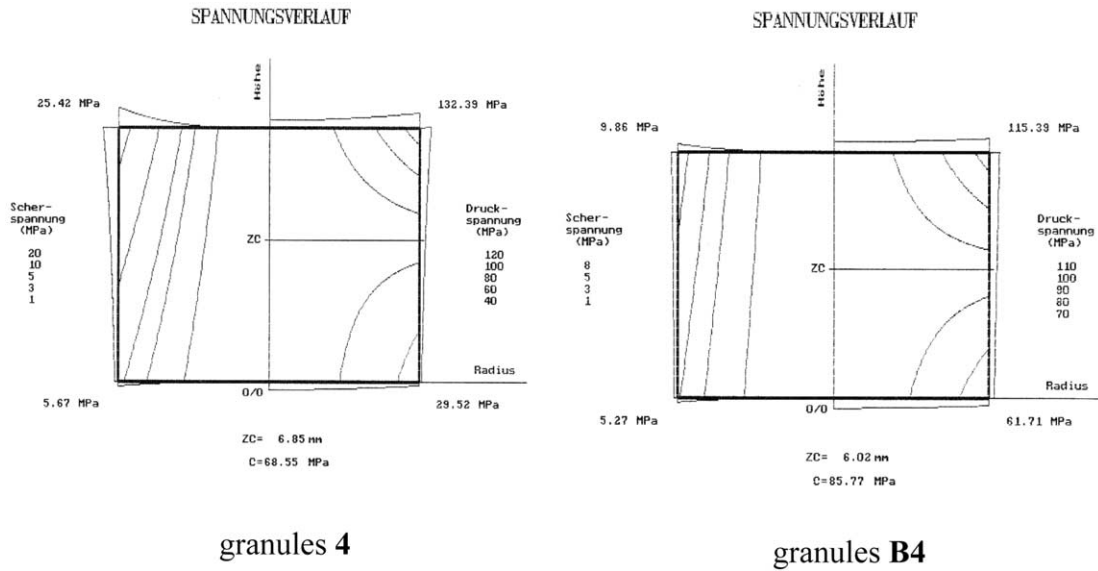 SPANNUNGSVERLAUF
Höhe
25.42 MPa
132.39 MPa
Scher-
spannung
(MPa)
20
10
5
3
1
ZC
Druck-
spannung
(MPa)
120
100
80
60
40
Radius
0/0
5.67 MPa
29.52 MPa
ZC= 6.85 mm
C=68.55 MPa
granules 4
SPANNUNGSVERLAUF
Höhe
9.86 MPa
115.39 MPa
Scher-
spannung
(MPa)
8
5
3
1
ZC
Druck-
spannung
(MPa)
110
100
90
80
70
Radius
0/0
5.27 MPa
61.71 MPa
ZC= 6.02 mm
C=85.77 MPa
granules B4